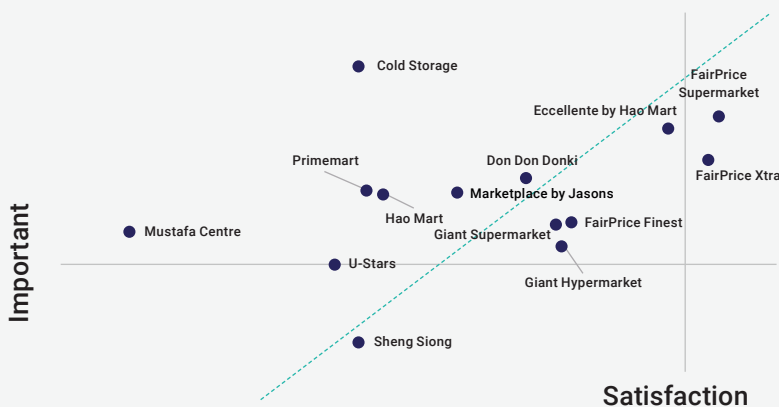 Cold Storage
FairPrice
Supermarket
Eccellente by Hao Mart
Primemart
Don Don Donki
FairPrice Xtra
Marketplace by Jasons
Hao Mart
FairPrice Finest
Mustafa Centre
Giant Supermarket
U-Stars
Giant Hypermarket
Sheng Siong
Important
Satisfaction